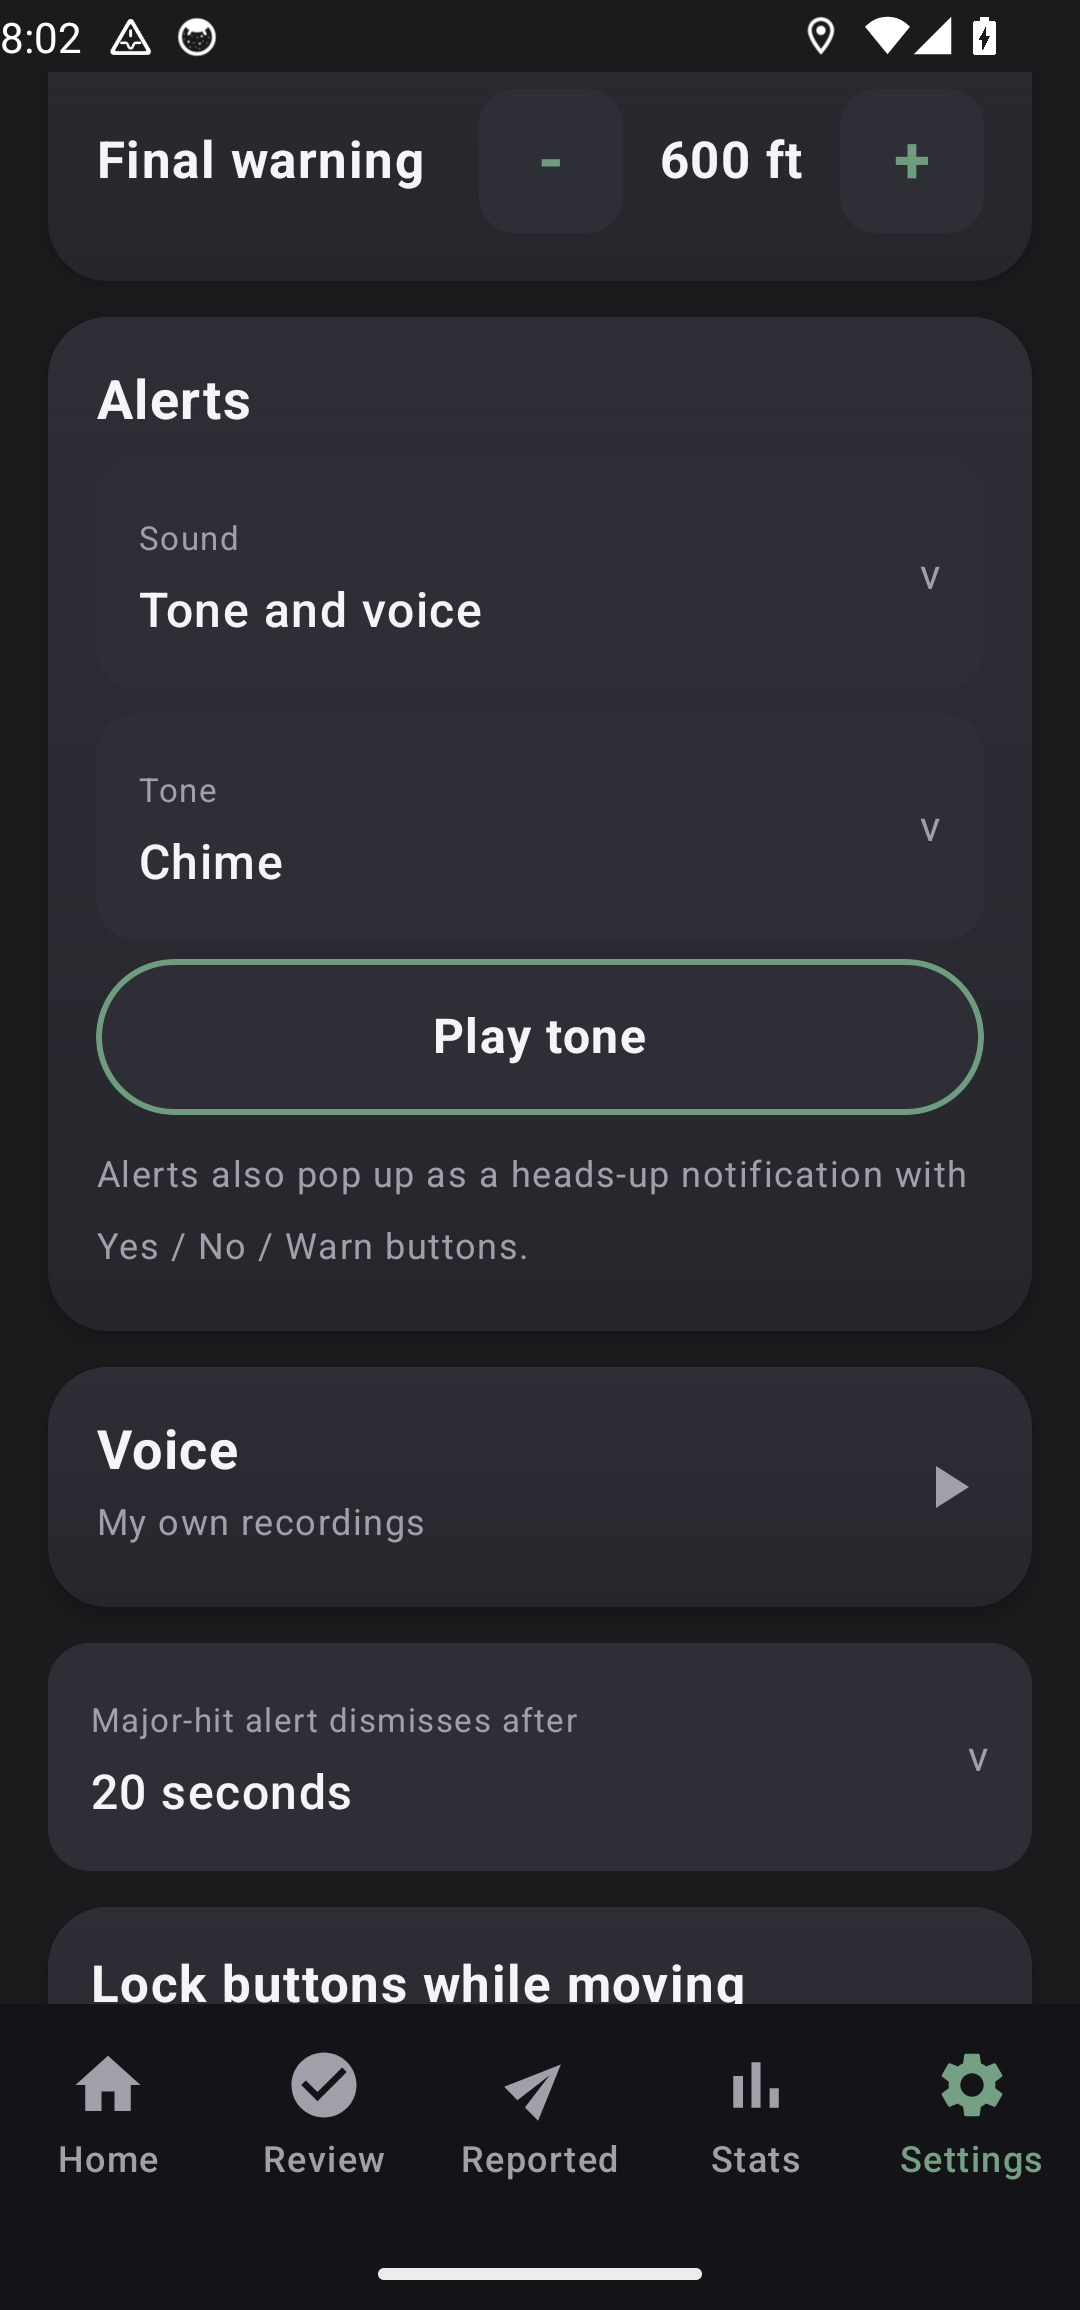 8:02
Final warning - 600 ft +
Alerts
Sound
Tone and voice
v
Tone
Chime
v
Play tone
Alerts also pop up as a heads-up notification with
Yes / No / Warn buttons.
Voice
My own recordings
Major-hit alert dismisses after
20 seconds
v
Lock buttons while moving
Home Review Reported Stats Settings